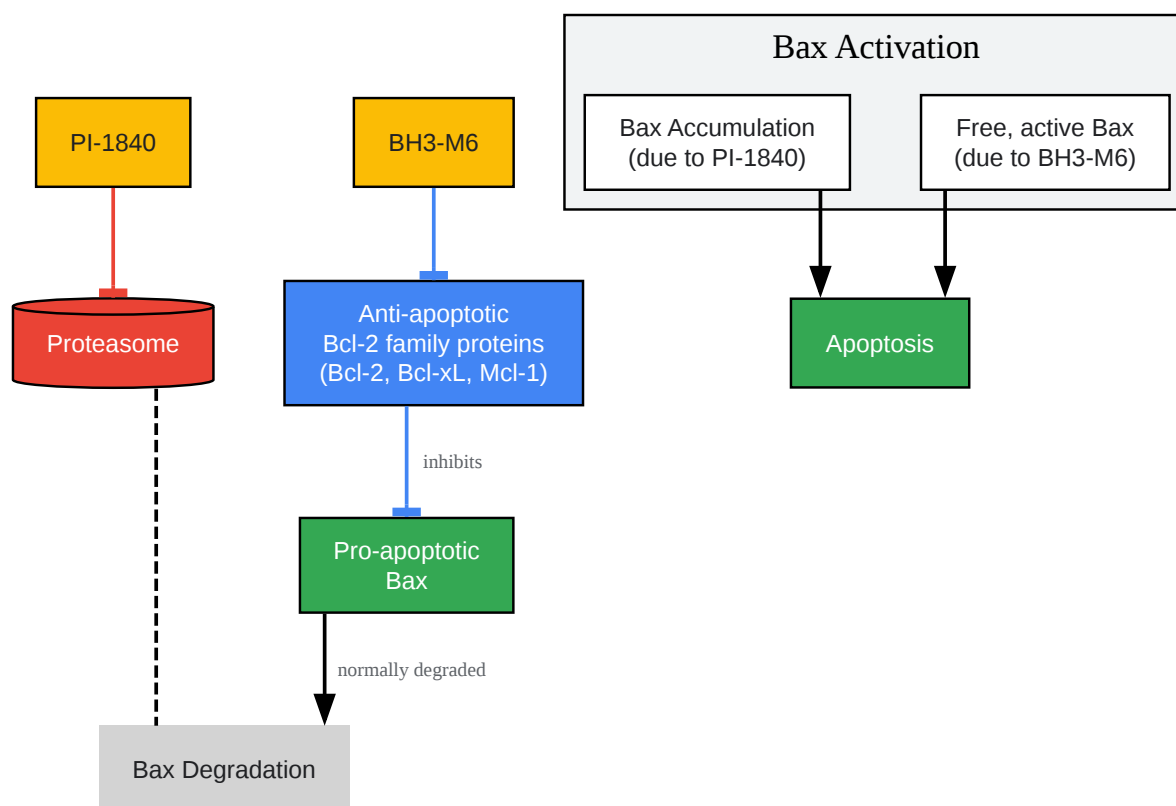 Bax Activation
PI-1840
BH3-M6
Bax Accumulation
(due to PI-1840)
Free, active Bax
(due to BH3-M6)
Proteasome
Anti-apoptotic
Bcl-2 family proteins
(Bcl-2, Bcl-xL, Mcl-1)
Apoptosis
inhibits
Pro-apoptotic
Bax
normally degraded
Bax Degradation